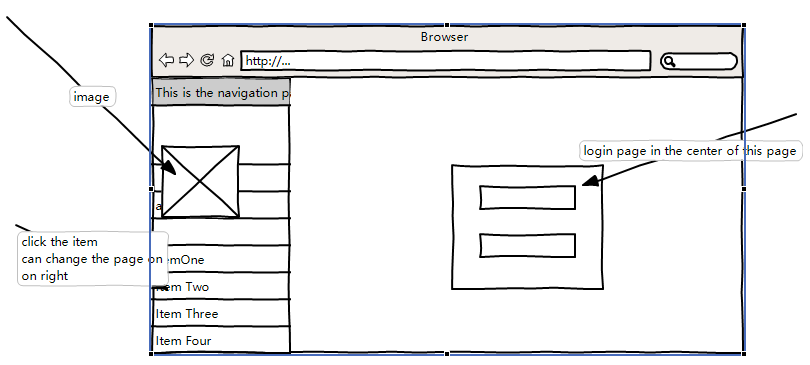 Browser
http://...
This is the navigation p
image
login page in the center of this page
a
click the item
can change the page on
on right
emOne
Item Two
Item Three
Item Four